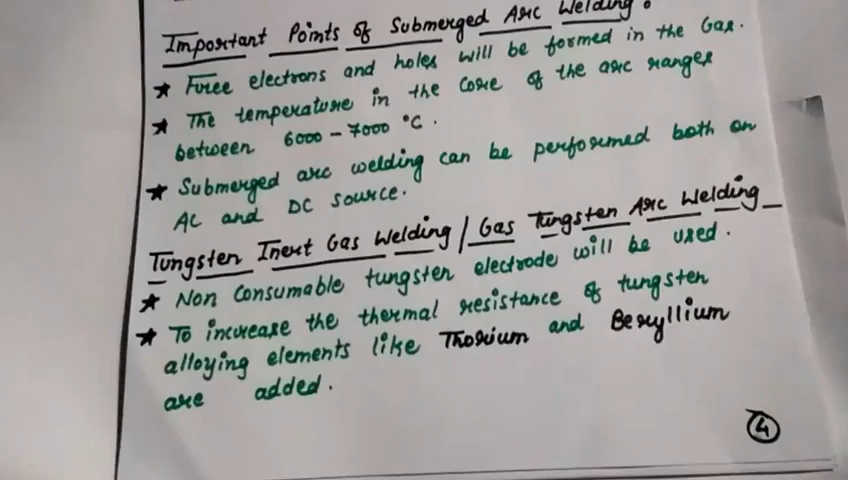 Important Points of Submerged Arc Welding :
★ Free electrons and holes will be formed in the Gas.
★ The temperature in the core of the arc ranges
between 6000 - 7000 °C.
★ Submerged arc welding can be performed both on
AC and DC source.
Tungsten Inert Gas Welding / Gas Tungsten Arc Welding
★ Non Consumable tungsten electrode will be used.
★ To increase the thermal resistance of tungsten
alloying elements like Thorium and Beryllium
are added.
4